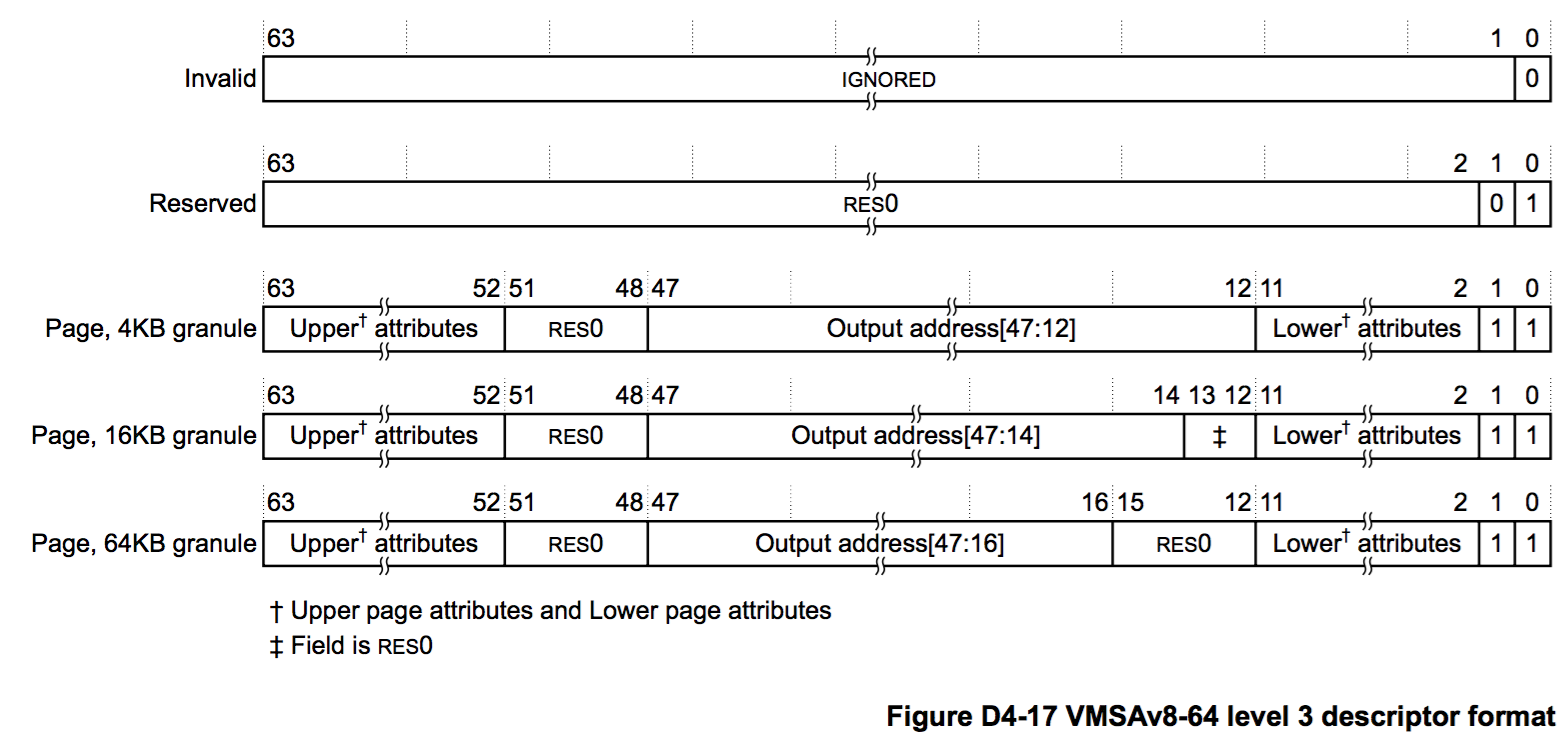 63 1 0
Invalid IGNORED 0
63 2 1 0
Reserved RES0 0 1
63 52 51 48 47 12 11 2 1 0
Page, 4KB granule Upper† attributes RES0 Output address[47:12] Lower† attributes 1 1
63 52 51 48 47 14 13 12 11 2 1 0
Page, 16KB granule Upper† attributes RES0 Output address[47:14] ‡ Lower† attributes 1 1
63 52 51 48 47 16 15 12 11 2 1 0
Page, 64KB granule Upper† attributes RES0 Output address[47:16] RES0 Lower† attributes 1 1
† Upper page attributes and Lower page attributes
‡ Field is RES0
Figure D4-17 VMSAv8-64 level 3 descriptor format